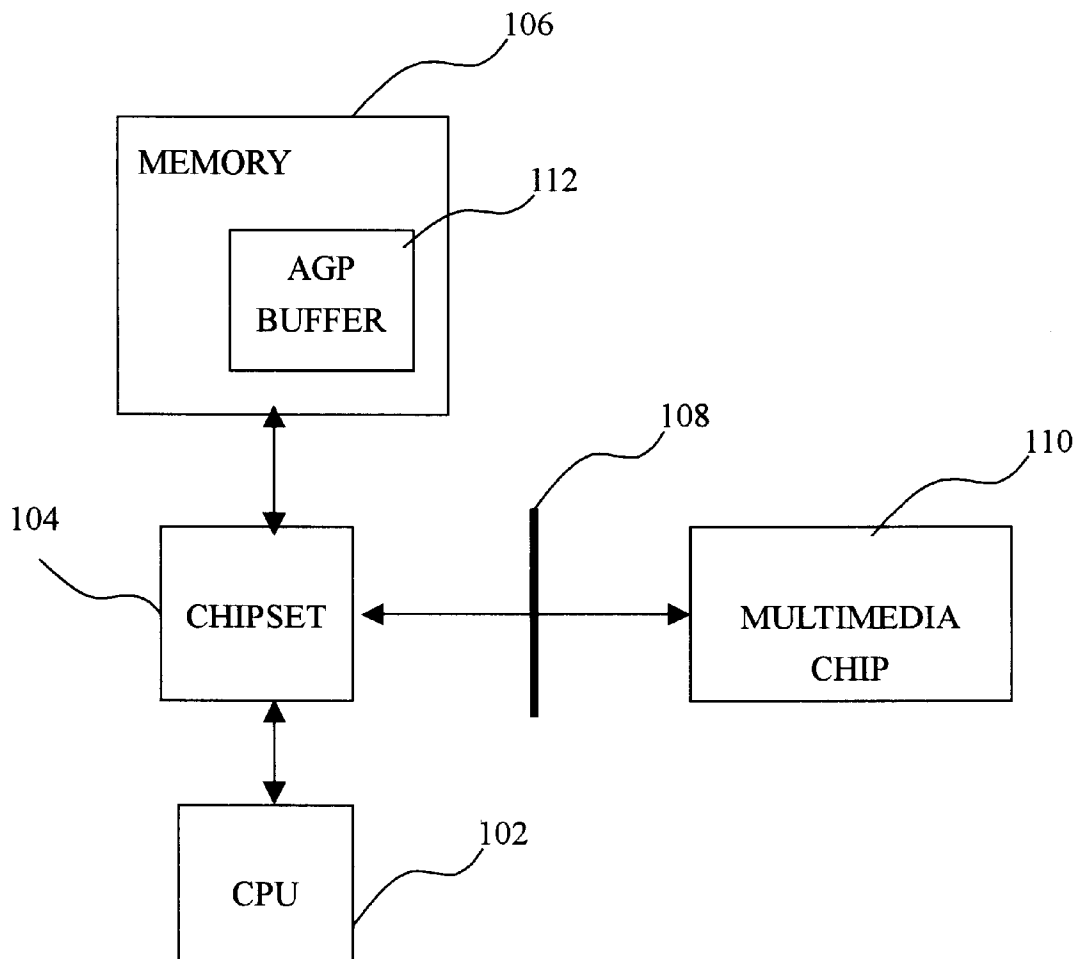 106
MEMORY
112
AGP
BUFFER
108
110
104
CHIPSET
MULTIMEDIA
CHIP
102
CPU